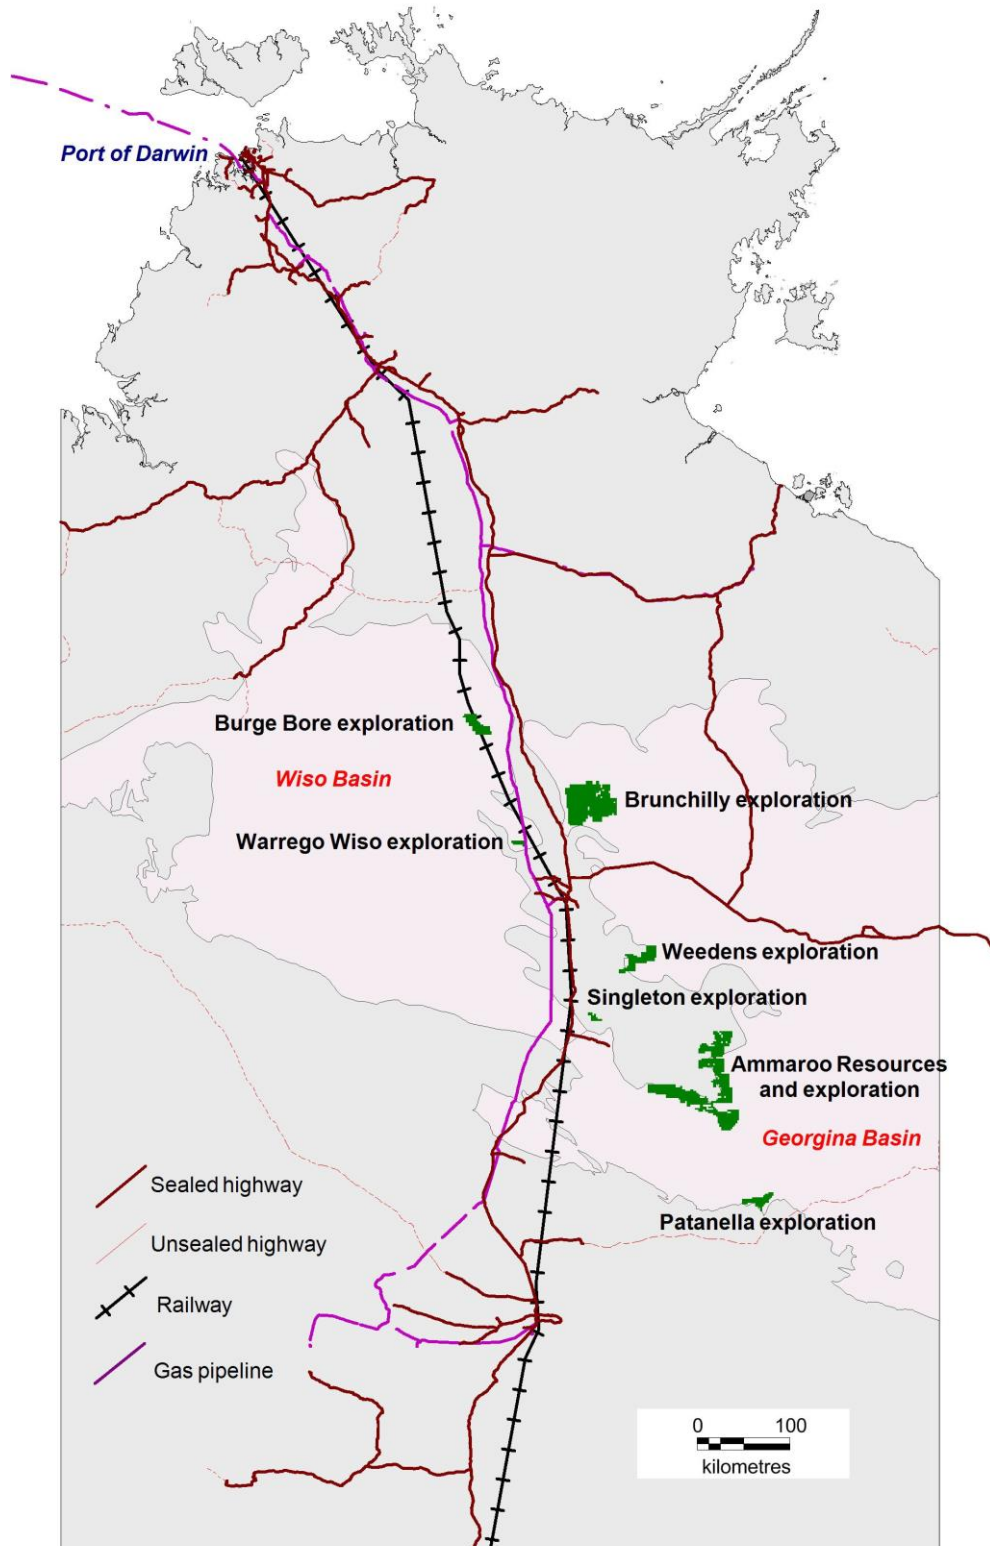 Port of Darwin
Burge Bore exploration
Wiso Basin
Brunchilly exploration
Warrego Wiso exploration
Weedens exploration
Singleton exploration
Ammaroo Resources
and exploration
Georgina Basin
Patanella exploration
Sealed highway
Unsealed highway
Railway
Gas pipeline
0 100
kilometres